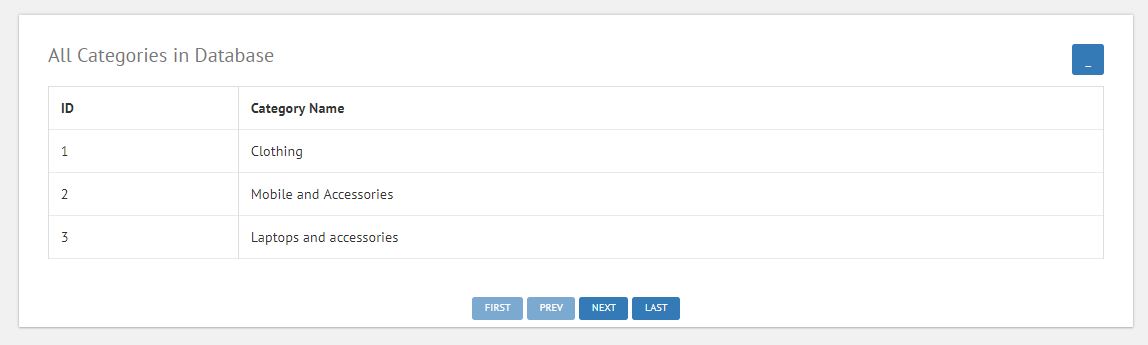 All Categories in Database
_
ID Category Name
1 Clothing
2 Mobile and Accessories
3 Laptops and accessories
FIRST PREV NEXT LAST